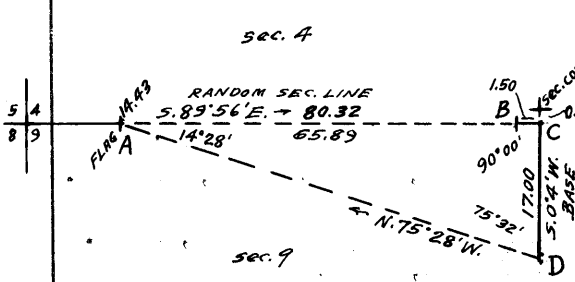 sec. 4
RANDOM SEC. LINE
14.43
1.50
5 4
S.89°56'E. → 80.32
B
8 9
FLAG
A
14°28'
65.89
C
90°00'
17.00
S.0°4'W.
BASE
75°32'
N.75°28'W.
D
sec. 9